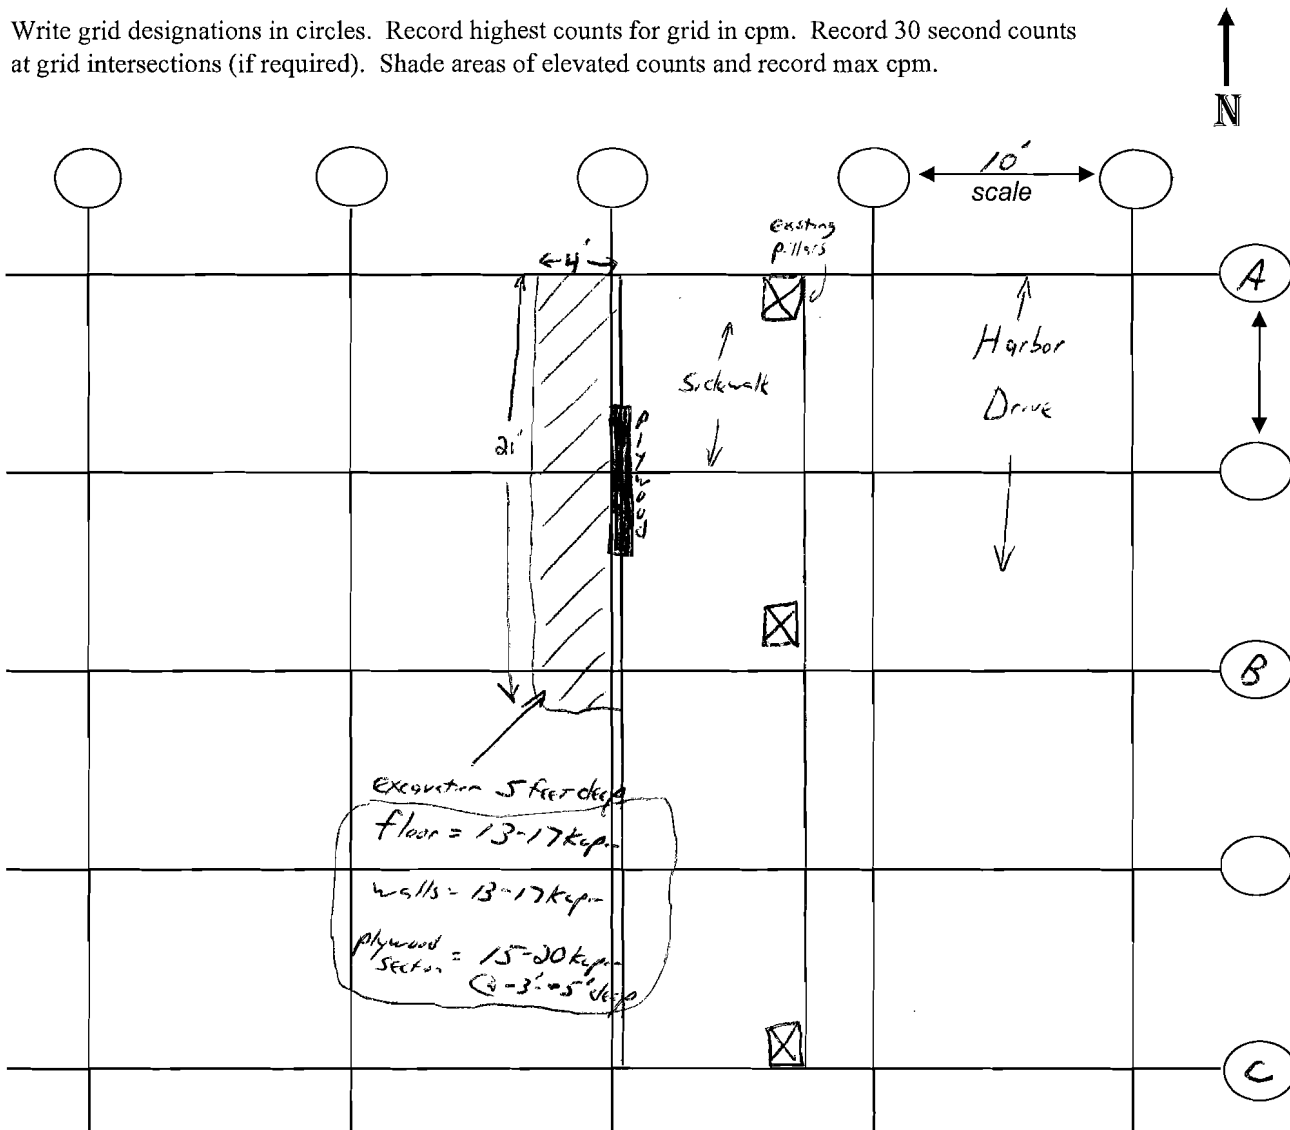 Write grid designations in circles. Record highest counts for grid in cpm. Record 30 second counts
at grid intersections (if required). Shade areas of elevated counts and record max cpm.
N
10'
scale
existing
pillars
4'
A
Harbor
Drive
Sidewalk
21'
plywood
B
excavation 5 feet deep
floor = 13-17kcpm
walls = 13-17kcpm
plywood
section = 15-20kcpm
@ -3' - 5' deep
C